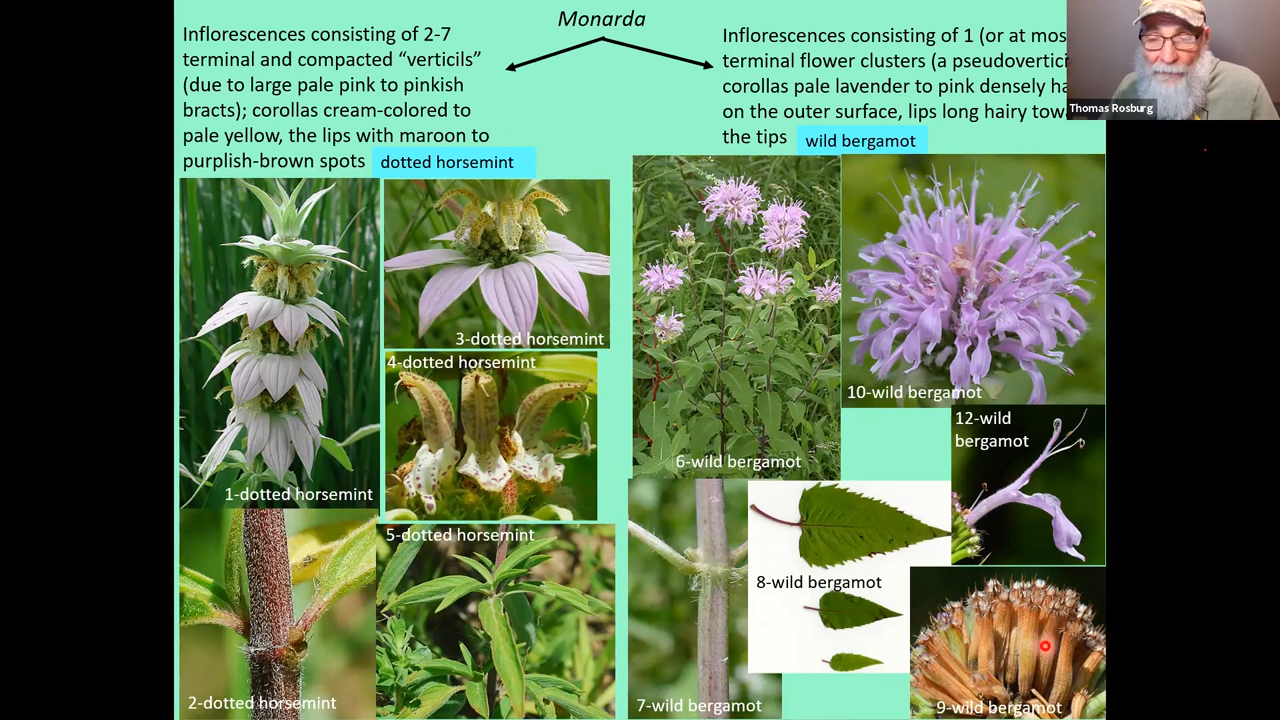 Monarda
Inflorescences consisting of 2-7
terminal and compacted “verticils”
(due to large pale pink to pinkish
bracts); corollas cream-colored to
pale yellow, the lips with maroon to
purplish-brown spots
dotted horsemint
Inflorescences consisting of 1 (or at
terminal flower clusters (a
corollas pale lavender to pink densely
on the outer surface, lips long hairy
the tips
wild bergamot
Thomas Rosburg
1-dotted horsemint
3-dotted horsemint
4-dotted horsemint
2-dotted horsemint
5-dotted horsemint
6-wild bergamot
10-wild bergamot
12-wild
bergamot
7-wild bergamot
8-wild bergamot
9-wild bergamot